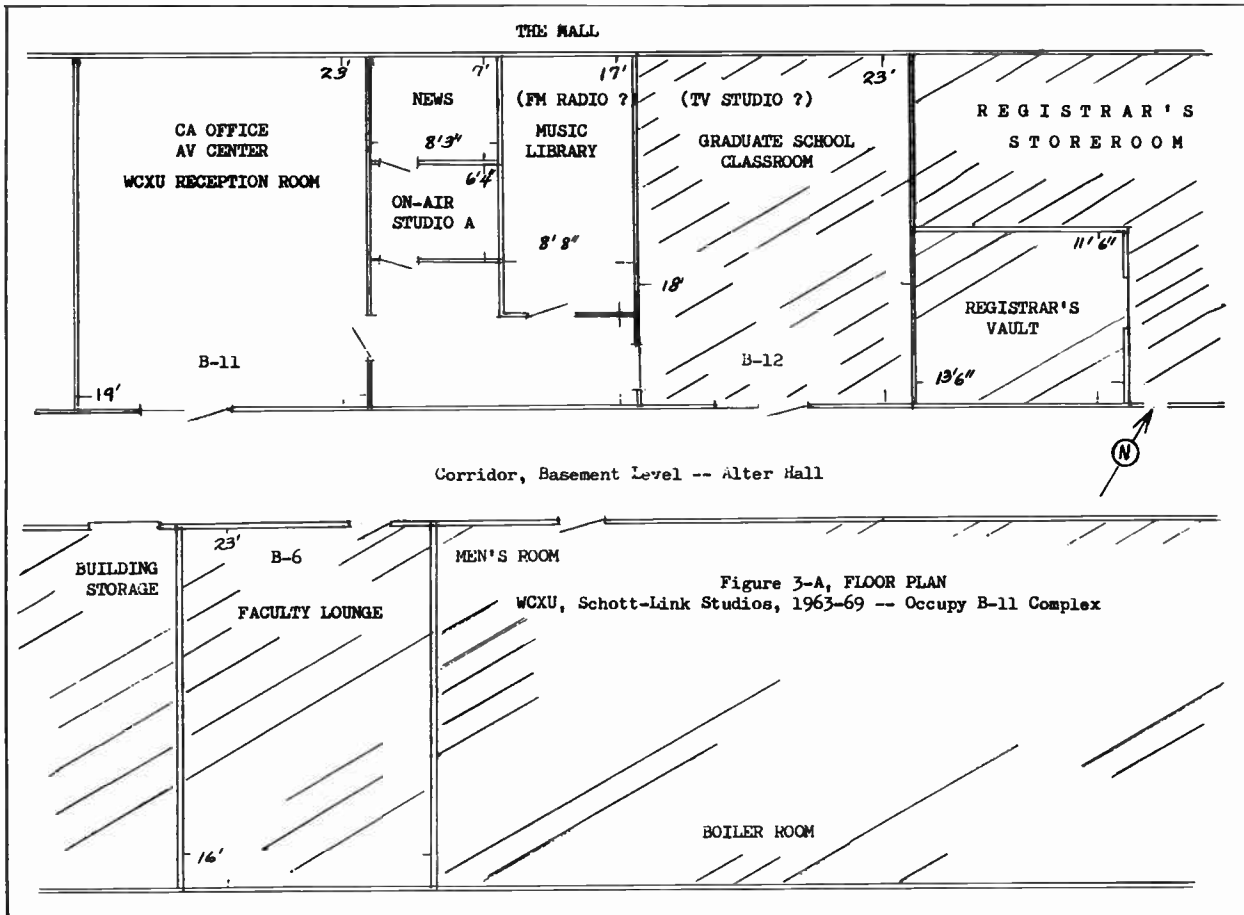 THE MALL
23'
7'
17'
23'
NEWS
(FM RADIO ?)
(TV STUDIO ?)
REGISTRAR'S
STOREROOM
CA OFFICE
AV CENTER
WCXU RECEPTION ROOM
8'3"
MUSIC
LIBRARY
GRADUATE SCHOOL
CLASSROOM
6'4"
ON-AIR
STUDIO A
8'8"
11'6"
18'
REGISTRAR'S
VAULT
B-11
B-12
13'6"
19'
N
Corridor, Basement Level -- Alter Hall
23'
B-6
MEN'S ROOM
BUILDING
STORAGE
FACULTY LOUNGE
Figure 3-A, FLOOR PLAN
WCXU, Schott-Link Studios, 1963-69 -- Occupy B-11 Complex
BOILER ROOM
16'